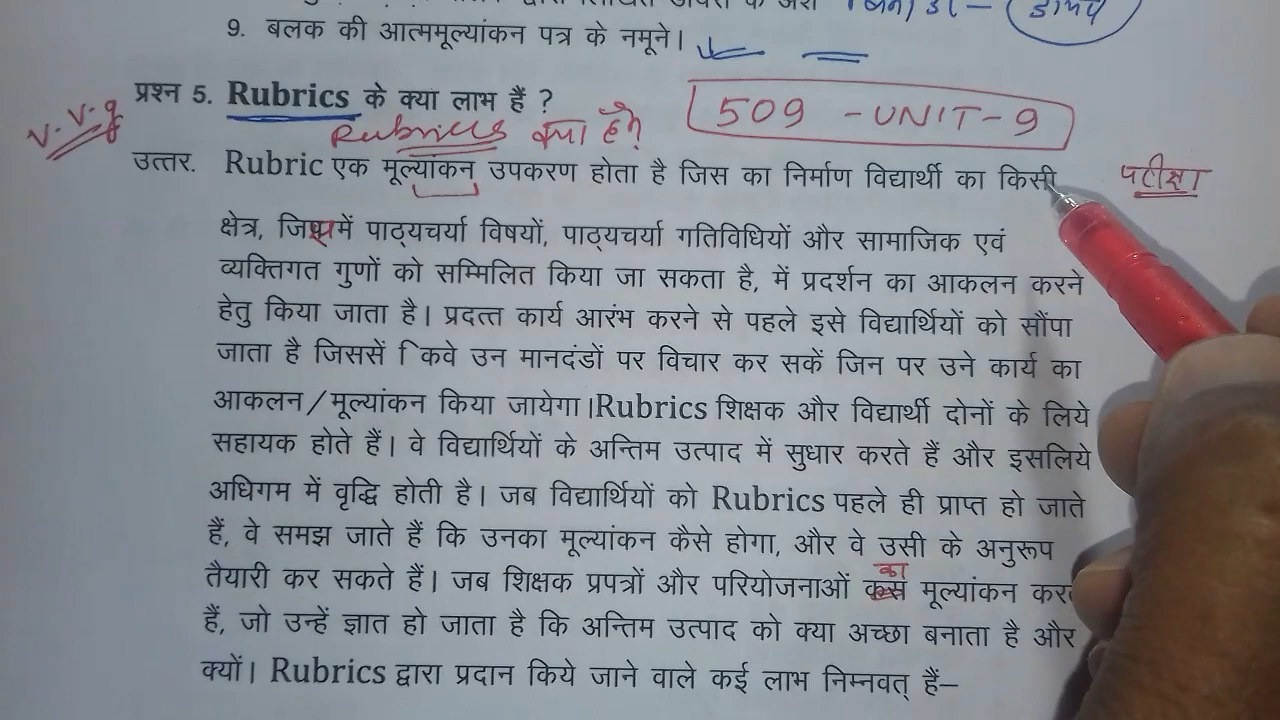 9. बलक की आत्ममूल्यांकन पत्र के नमूने।
प्रश्न 5. Rubrics के क्या लाभ हैं ?
509 - UNIT - 9
V. V. g
Rubrics क्या है?
उत्तर. Rubric एक मूल्यांकन उपकरण होता है जिस का निर्माण विद्यार्थी का किसी
परीक्षा
क्षेत्र, जिसमें पाठ्यचर्या विषयों, पाठ्यचर्या गतिविधियों और सामाजिक एवं
व्यक्तिगत गुणों को सम्मिलित किया जा सकता है, में प्रदर्शन का आकलन करने
हेतु किया जाता है। प्रदत्त कार्य आरंभ करने से पहले इसे विद्यार्थियों को सौंपा
जाता है जिससें िकवे उन मानदंडों पर विचार कर सकें जिन पर उने कार्य का
आकलन/मूल्यांकन किया जायेगा।Rubrics शिक्षक और विद्यार्थी दोनों के लिये
सहायक होते हैं। वे विद्यार्थियों के अन्तिम उत्पाद में सुधार करते हैं और इसलिये
अधिगम में वृद्धि होती है। जब विद्यार्थियों को Rubrics पहले ही प्राप्त हो जाते
हैं, वे समझ जाते हैं कि उनका मूल्यांकन कैसे होगा, और वे उसी के अनुरूप
तैयारी कर सकते हैं। जब शिक्षक प्रपत्रों और परियोजनाओं का मूल्यांकन कर
हैं, जो उन्हें ज्ञात हो जाता है कि अन्तिम उत्पाद को क्या अच्छा बनाता है और
क्यों। Rubrics द्वारा प्रदान किये जाने वाले कई लाभ निम्नवत् हैं–